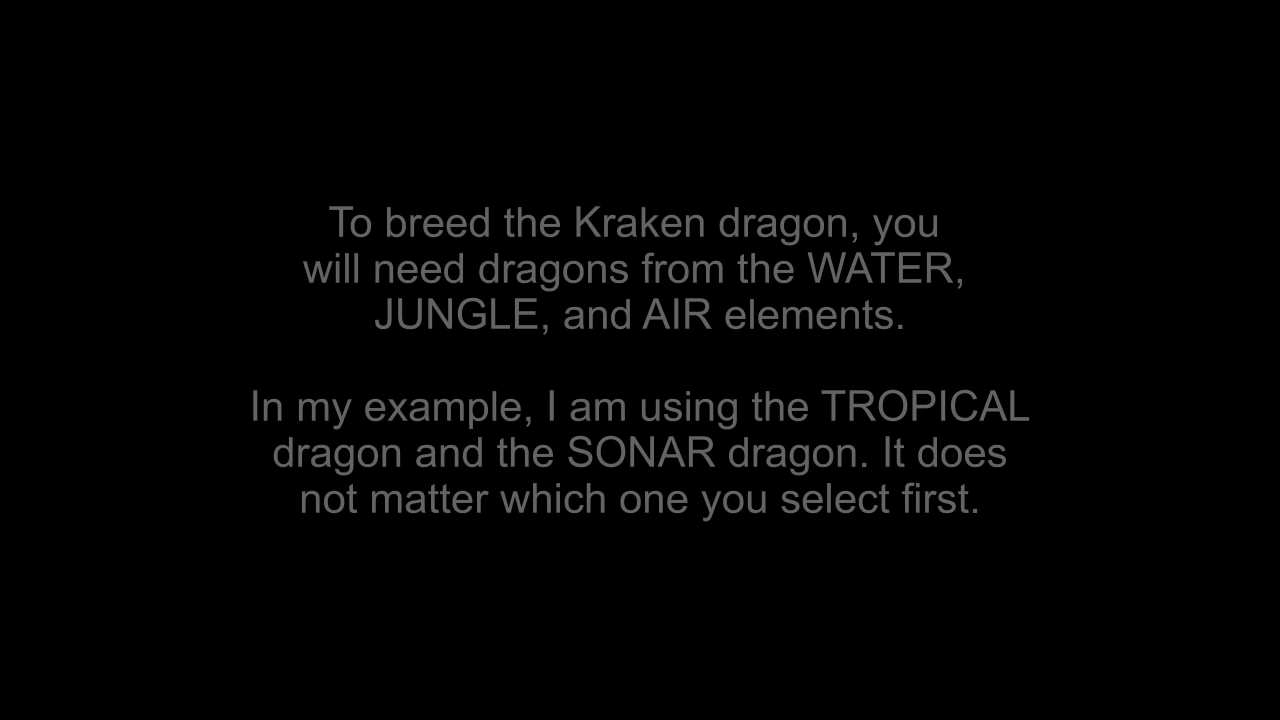 To breed the Kraken dragon, you
will need dragons from the WATER,
JUNGLE, and AIR elements.
In my example, I am using the TROPICAL
dragon and the SONAR dragon. It does
not matter which one you select first.